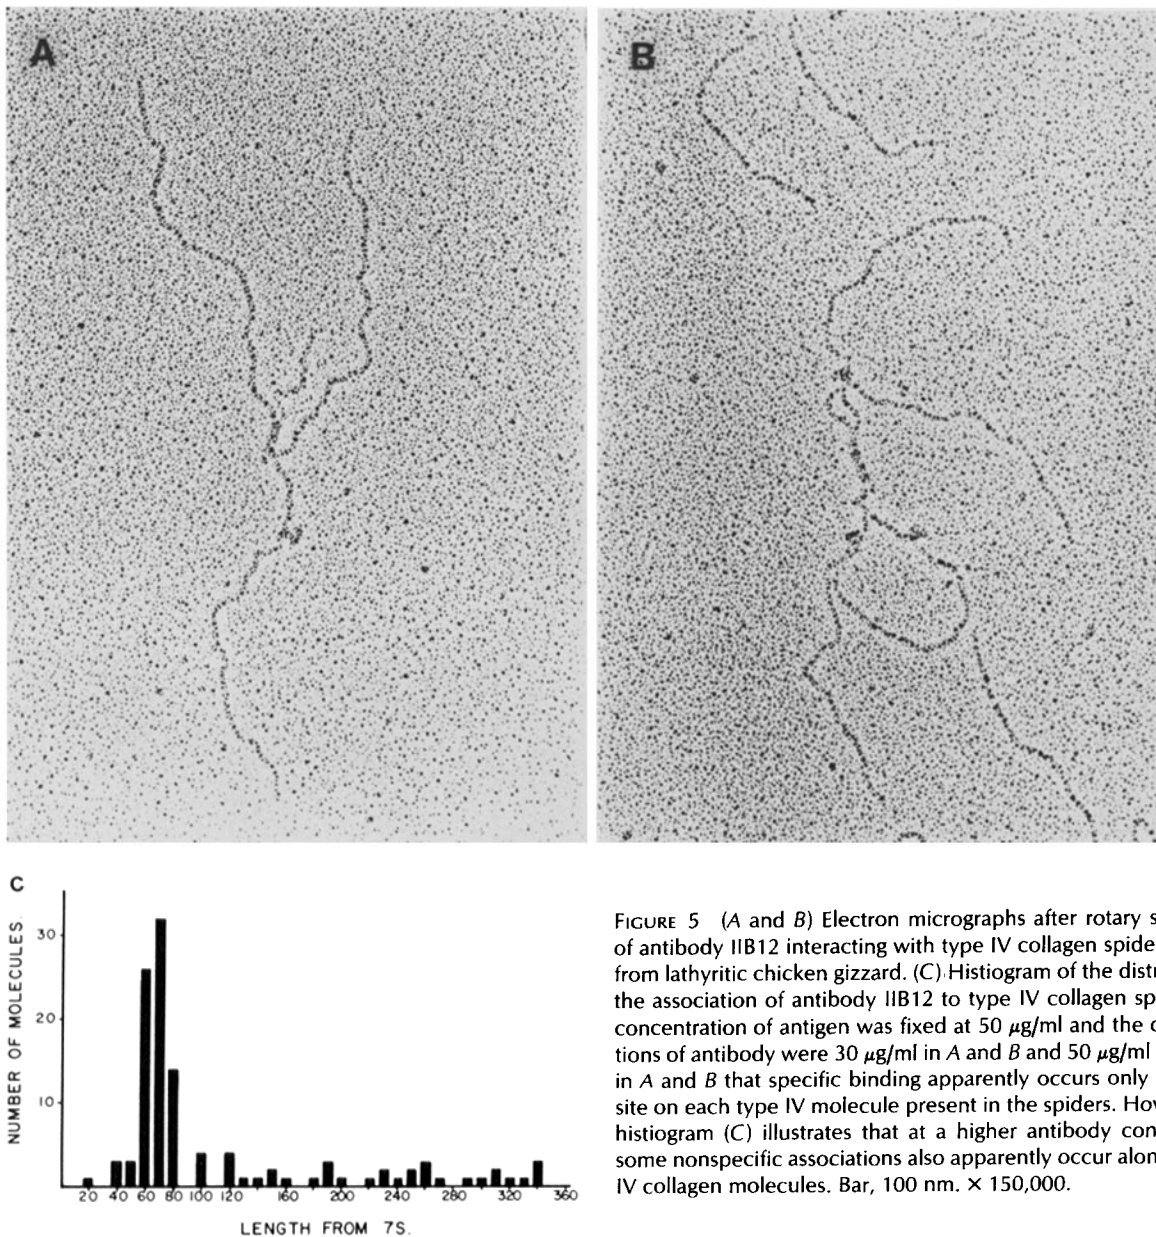 A
B
C
NUMBER OF MOLECULES.
30
20
10
20 40 60 80 100 120 160 200 240 280 320 360
LENGTH FROM 7S.
FIGURE 5 (A and B) Electron micrographs after rotary
of antibody IIB12 interacting with type IV collagen
from lathyritic chicken gizzard. (C) Histiogram of the
the association of antibody IIB12 to type IV collagen
concentration of antigen was fixed at 50 μg/ml and the
tions of antibody were 30 μg/ml in A and B and 50 μg/ml
in A and B that specific binding apparently occurs only
site on each type IV molecule present in the spiders.
histiogram (C) illustrates that at a higher antibody
some nonspecific associations also apparently occur
IV collagen molecules. Bar, 100 nm. × 150,000.